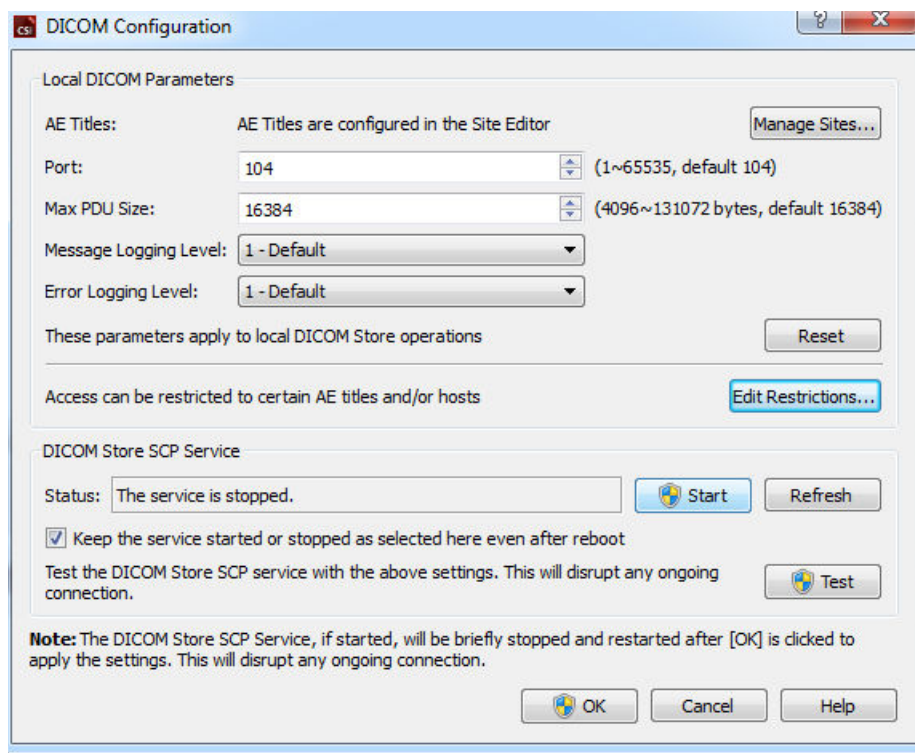 CSi DICOM Configuration ?
Local DICOM Parameters
AE Titles: AE Titles are configured in the Site Editor Manage Sites...
Port: 104 (1~65535, default 104)
Max PDU Size: 16384 (4096~131072 bytes, default 16384)
Message Logging Level: 1 - Default
Error Logging Level: 1 - Default
These parameters apply to local DICOM Store operations Reset
Access can be restricted to certain AE titles and/or hosts Edit Restrictions...
DICOM Store SCP Service
Status: The service is stopped. Start Refresh
Keep the service started or stopped as selected here even after reboot
Test the DICOM Store SCP service with the above settings. This will disrupt any ongoing
connection. Test
Note: The DICOM Store SCP Service, if started, will be briefly stopped and restarted after [OK] is clicked to
apply the settings. This will disrupt any ongoing connection.
OK Cancel Help